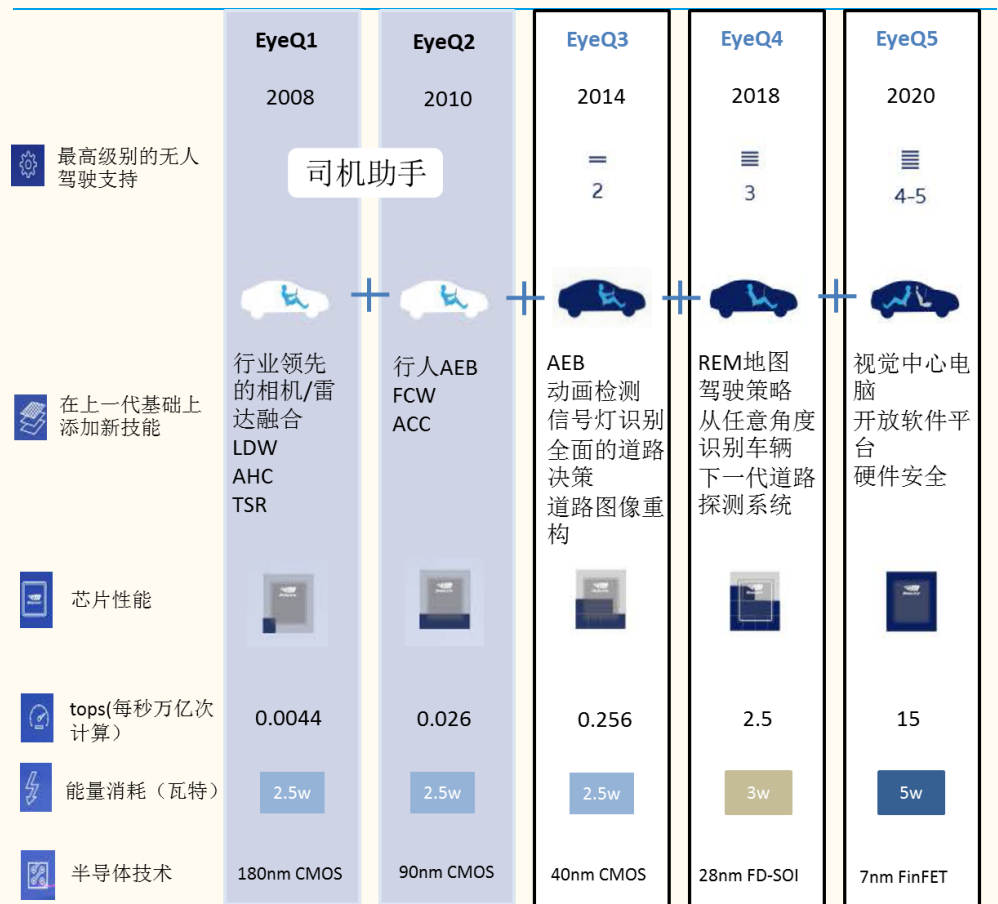 EyeQ1
EyeQ2
EyeQ3
EyeQ4
EyeQ5
2008
2010
2014
2018
2020
最高级别的无人
驾驶支持
司机助手
2
3
4-5
在上一代基础上
添加新技能
行业领先
的相机/雷
达融合
LDW
AHC
TSR
行人AEB
FCW
ACC
AEB
动画检测
信号灯识别
全面的道路
决策
道路图像重
构
REM地图
驾驶策略
从任意角度
识别车辆
下一代道路
探测系统
视觉中心电
脑
开放软件平
台
硬件安全
芯片性能
tops(每秒万亿次
计算）
0.0044
0.026
0.256
2.5
15
能量消耗（瓦特）
2.5w
2.5w
2.5w
3w
5w
半导体技术
180nm CMOS
90nm CMOS
40nm CMOS
28nm FD-SOI
7nm FinFET